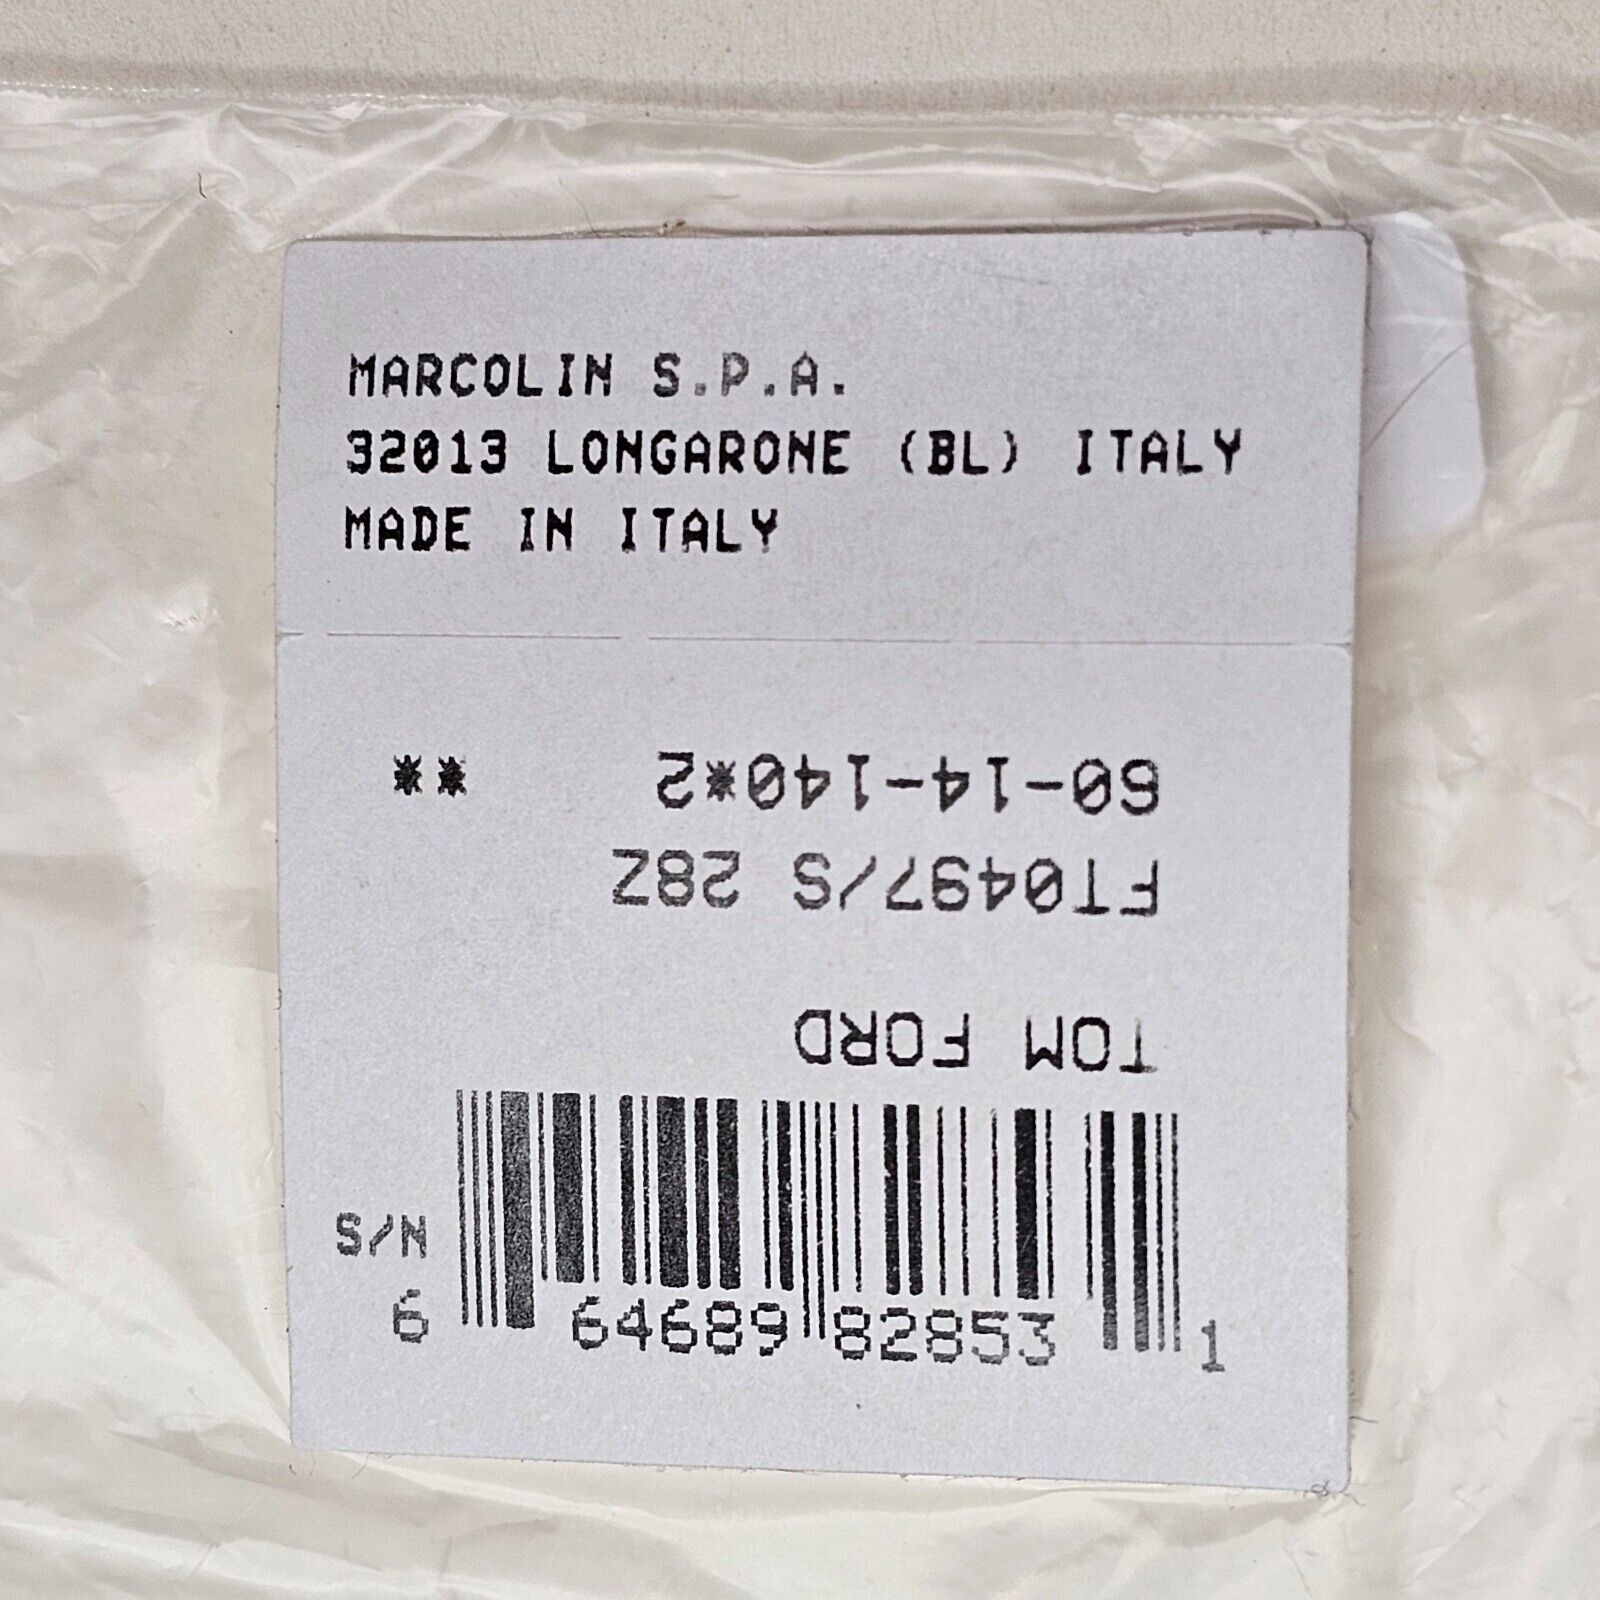 MARCOLIN S.P.A.
32013 LONGARONE (BL) ITALY
MADE IN ITALY
TOM FORD
FT0497/S 28Z
60-14-140*2 **
S/N
6 64689 82853 1